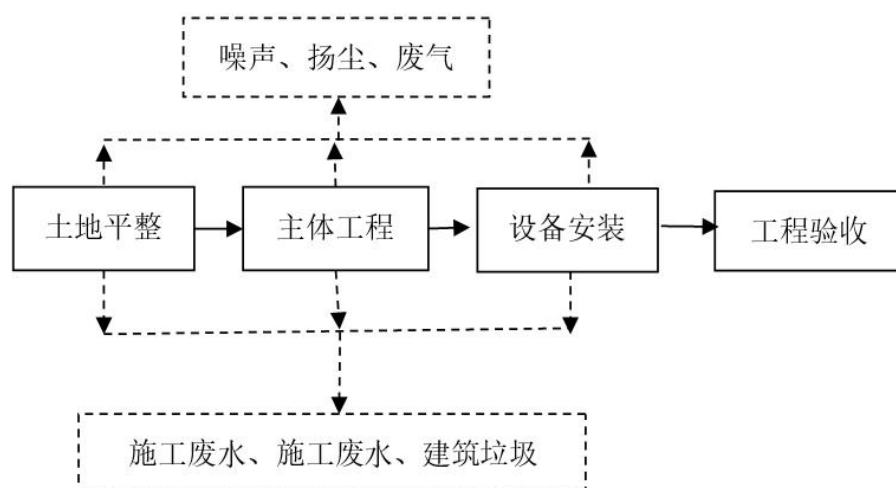 噪声、扬尘、废气
土地平整
主体工程
设备安装
工程验收
施工废水、施工废水、建筑垃圾